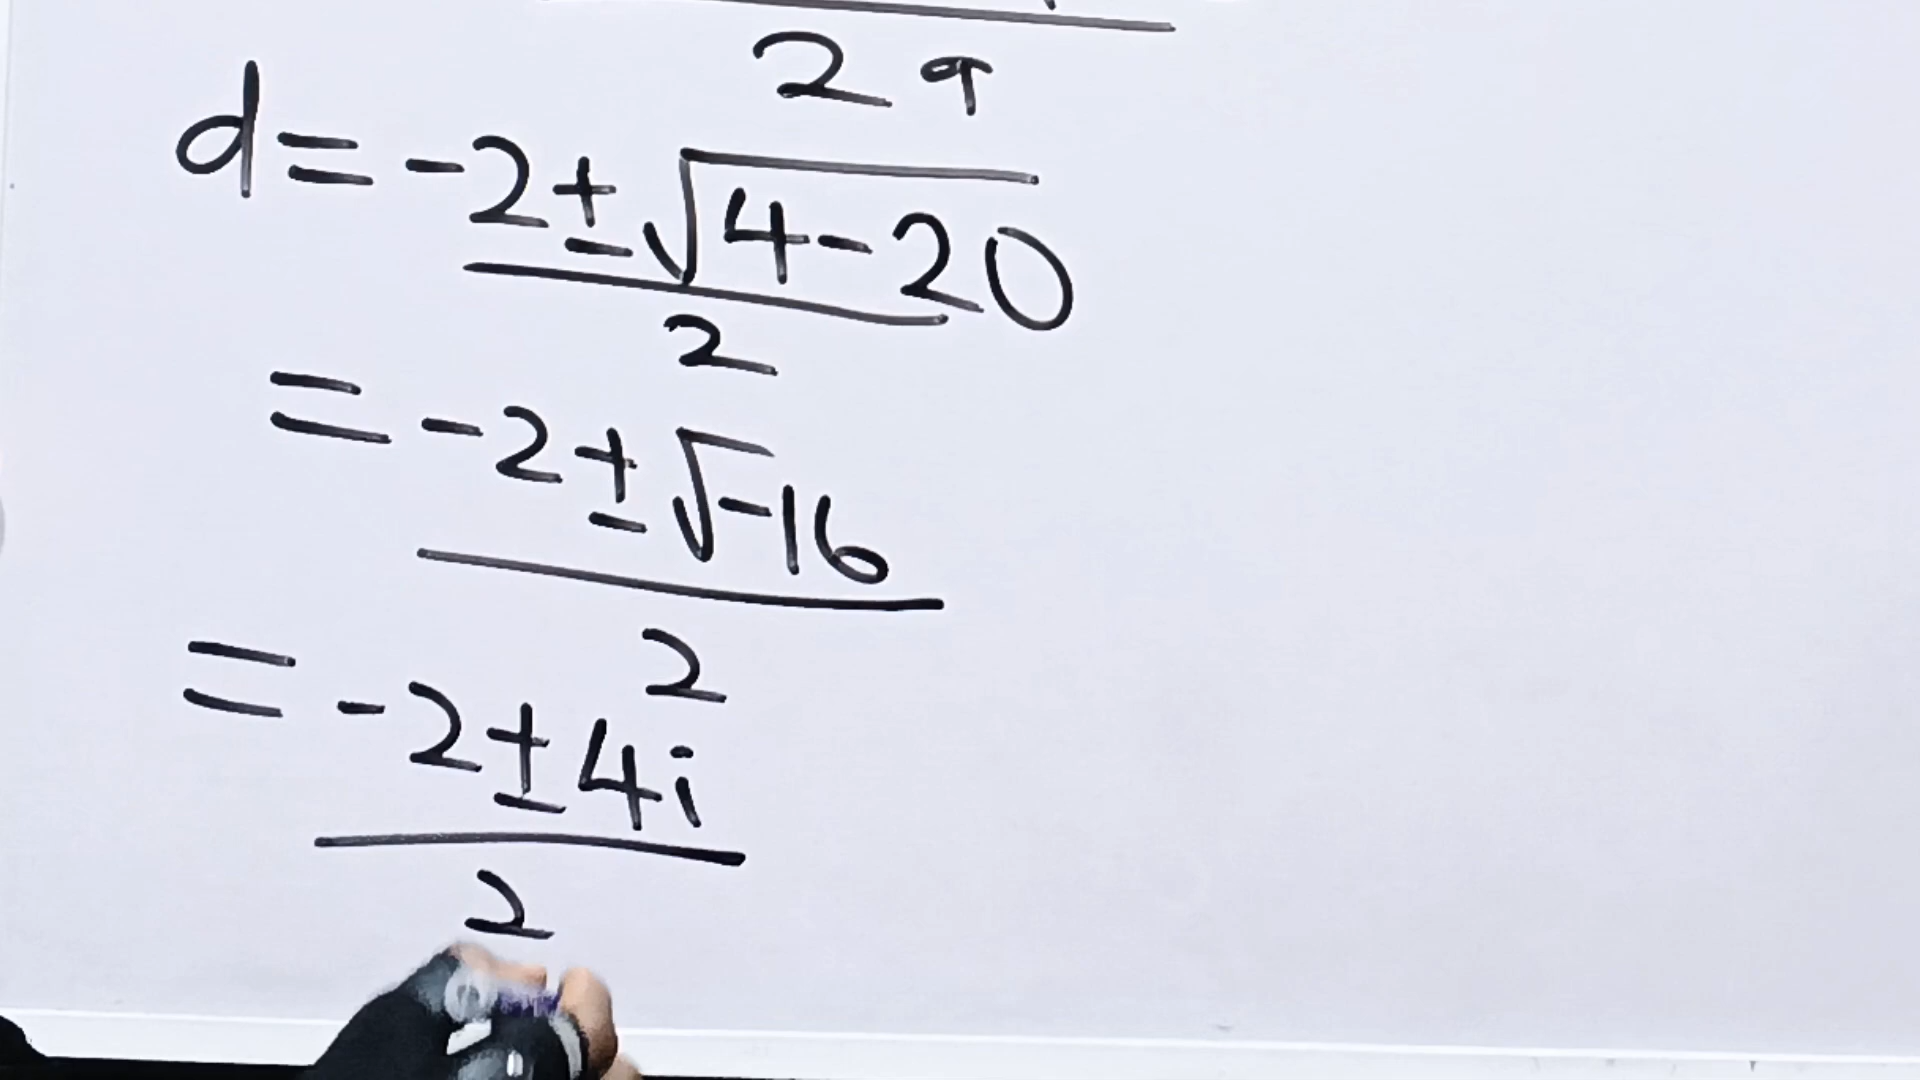 2a
d = -2 ± √4-20
2
= -2 ± √-16
2
= -2 ± 4i
2